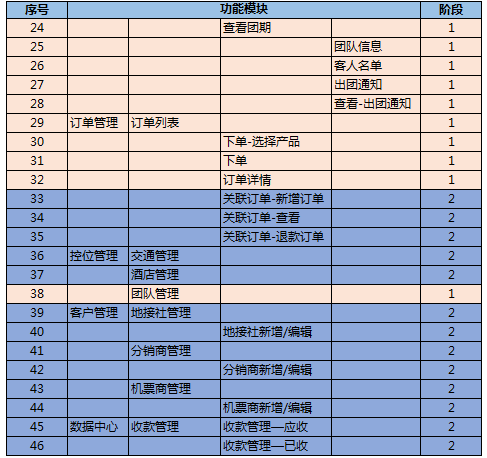 序号 功能模块 阶段
24 查看团期 1
25 团队信息 1
26 客人名单 1
27 出团通知 1
28 查看-出团通知 1
29 订单管理 订单列表 1
30 下单-选择产品 1
31 下单 1
32 订单详情 1
33 关联订单-新增订单 2
34 关联订单-查看 2
35 关联订单-退款订单 2
36 控位管理 交通管理 2
37 酒店管理 2
38 团队管理 1
39 客户管理 地接社管理 2
40 地接社新增/编辑 2
41 分销商管理 2
42 分销商新增/编辑 2
43 机票商管理 2
44 机票商新增/编辑 2
45 数据中心 收款管理 收款管理—应收 2
46 收款管理—已收 2